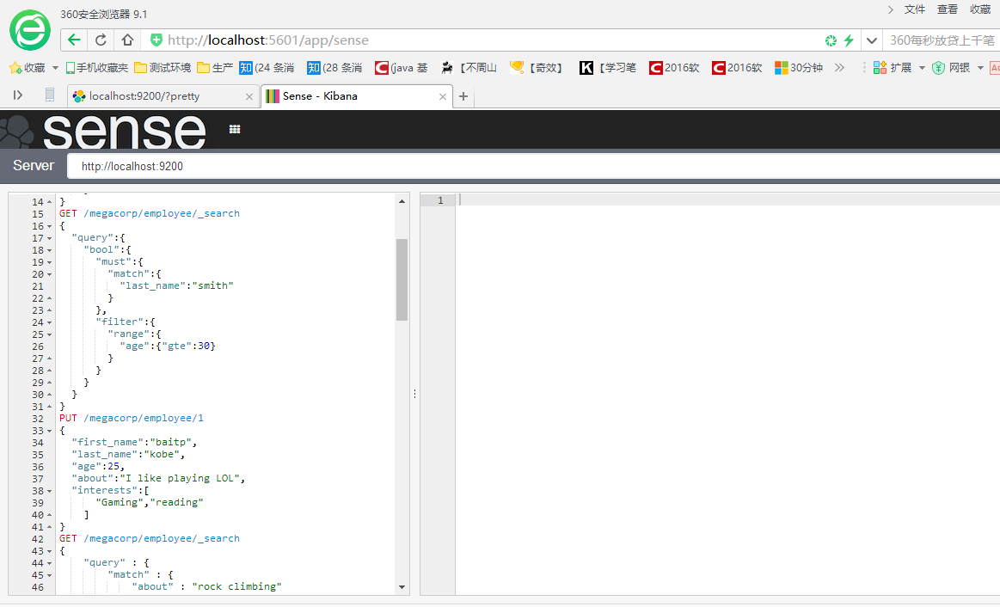 360安全浏览器 9.1
文件 查看 收藏
http://localhost:5601/app/sense
360每秒放贷上千笔
收藏 手机收藏夹 测试环境 生产 知 (24 条消 知 (28 条消 C (java 基 【不周山 【奇效】 K 【学习笔 C 2016软 C 2016软 30分钟 扩展 网银
localhost:9200/?pretty
Sense - Kibana
sense
Server http://localhost:9200
14 }
15 GET /megacorp/employee/_search
16 {
17 "query":{
18 "bool":{
19 "must":{
20 "match":{
21 "last_name":"smith"
22 }
23 },
24 "filter":{
25 "range":{
26 "age":{"gte":30}
27 }
28 }
29 }
30 }
31 }
32 PUT /megacorp/employee/1
33 {
34 "first_name":"baitp",
35 "last_name":"kobe",
36 "age":25,
37 "about":"I like playing LOL",
38 "interests":[
39 "Gaming","reading"
40 ]
41 }
42 GET /megacorp/employee/_search
43 {
44 "query" : {
45 "match" : {
46 "about" : "rock climbing"
1